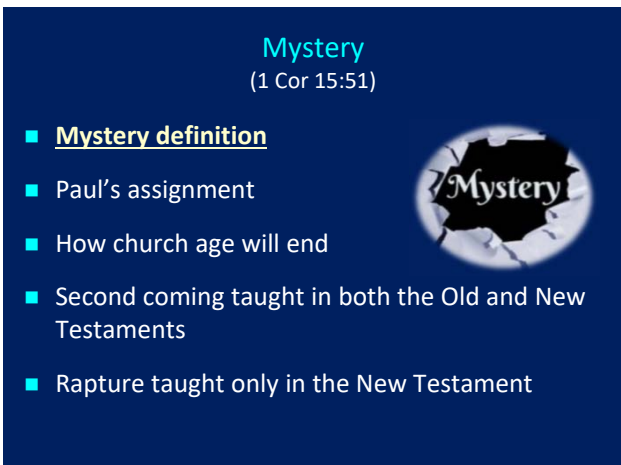 Mystery
(1 Cor 15:51)
Mystery definition
Mystery
Paul's assignment
How church age will end
Second coming taught in both the Old and New
Testaments
Rapture taught only in the New Testament